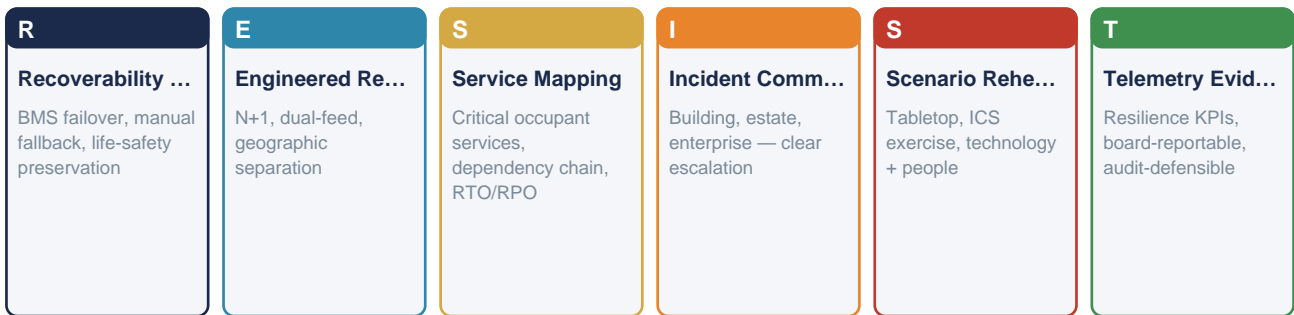 R
Recoverability ...
BMS failover, manual
fallback, life-safety
preservation
E
Engineered Re...
N+1, dual-feed,
geographic
separation
S
Service Mapping
Critical occupant
services,
dependency chain,
RTO/RPO
I
Incident Comm...
Building, estate,
enterprise — clear
escalation
S
Scenario Rehe...
Tabletop, ICS
exercise, technology
+ people
T
Telemetry Evid...
Resilience KPIs,
board-reportable,
audit-defensible